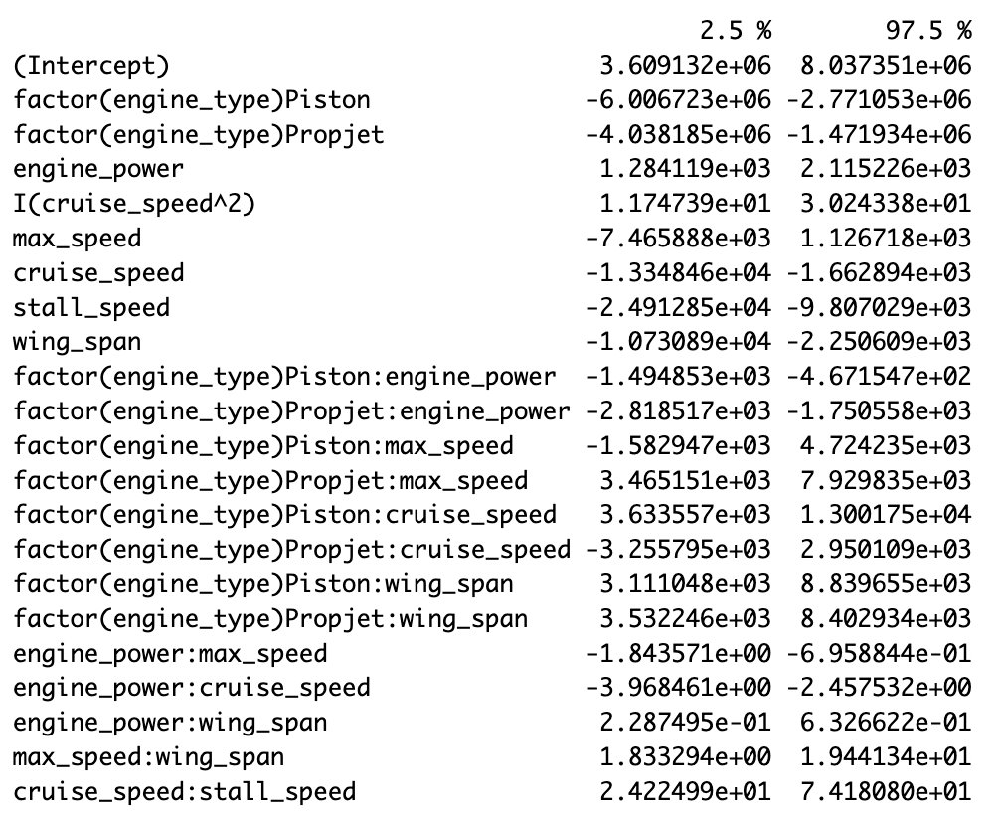 2.5 % 97.5 %
(Intercept) 3.609132e+06 8.037351e+06
factor(engine_type)Piston -6.006723e+06 -2.771053e+06
factor(engine_type)Propjet -4.038185e+06 -1.471934e+06
engine_power 1.284119e+03 2.115226e+03
I(cruise_speed^2) 1.174739e+01 3.024338e+01
max_speed -7.465888e+03 1.126718e+03
cruise_speed -1.334846e+04 -1.662894e+03
stall_speed -2.491285e+04 -9.807029e+03
wing_span -1.073089e+04 -2.250609e+03
factor(engine_type)Piston:engine_power -1.494853e+03 -4.671547e+02
factor(engine_type)Propjet:engine_power -2.818517e+03 -1.750558e+03
factor(engine_type)Piston:max_speed -1.582947e+03 4.724235e+03
factor(engine_type)Propjet:max_speed 3.465151e+03 7.929835e+03
factor(engine_type)Piston:cruise_speed 3.633557e+03 1.300175e+04
factor(engine_type)Propjet:cruise_speed -3.255795e+03 2.950109e+03
factor(engine_type)Piston:wing_span 3.111048e+03 8.839655e+03
factor(engine_type)Propjet:wing_span 3.532246e+03 8.402934e+03
engine_power:max_speed -1.843571e+00 -6.958844e-01
engine_power:cruise_speed -3.968461e+00 -2.457532e+00
engine_power:wing_span 2.287495e-01 6.326622e-01
max_speed:wing_span 1.833294e+00 1.944134e+01
cruise_speed:stall_speed 2.422499e+01 7.418080e+01